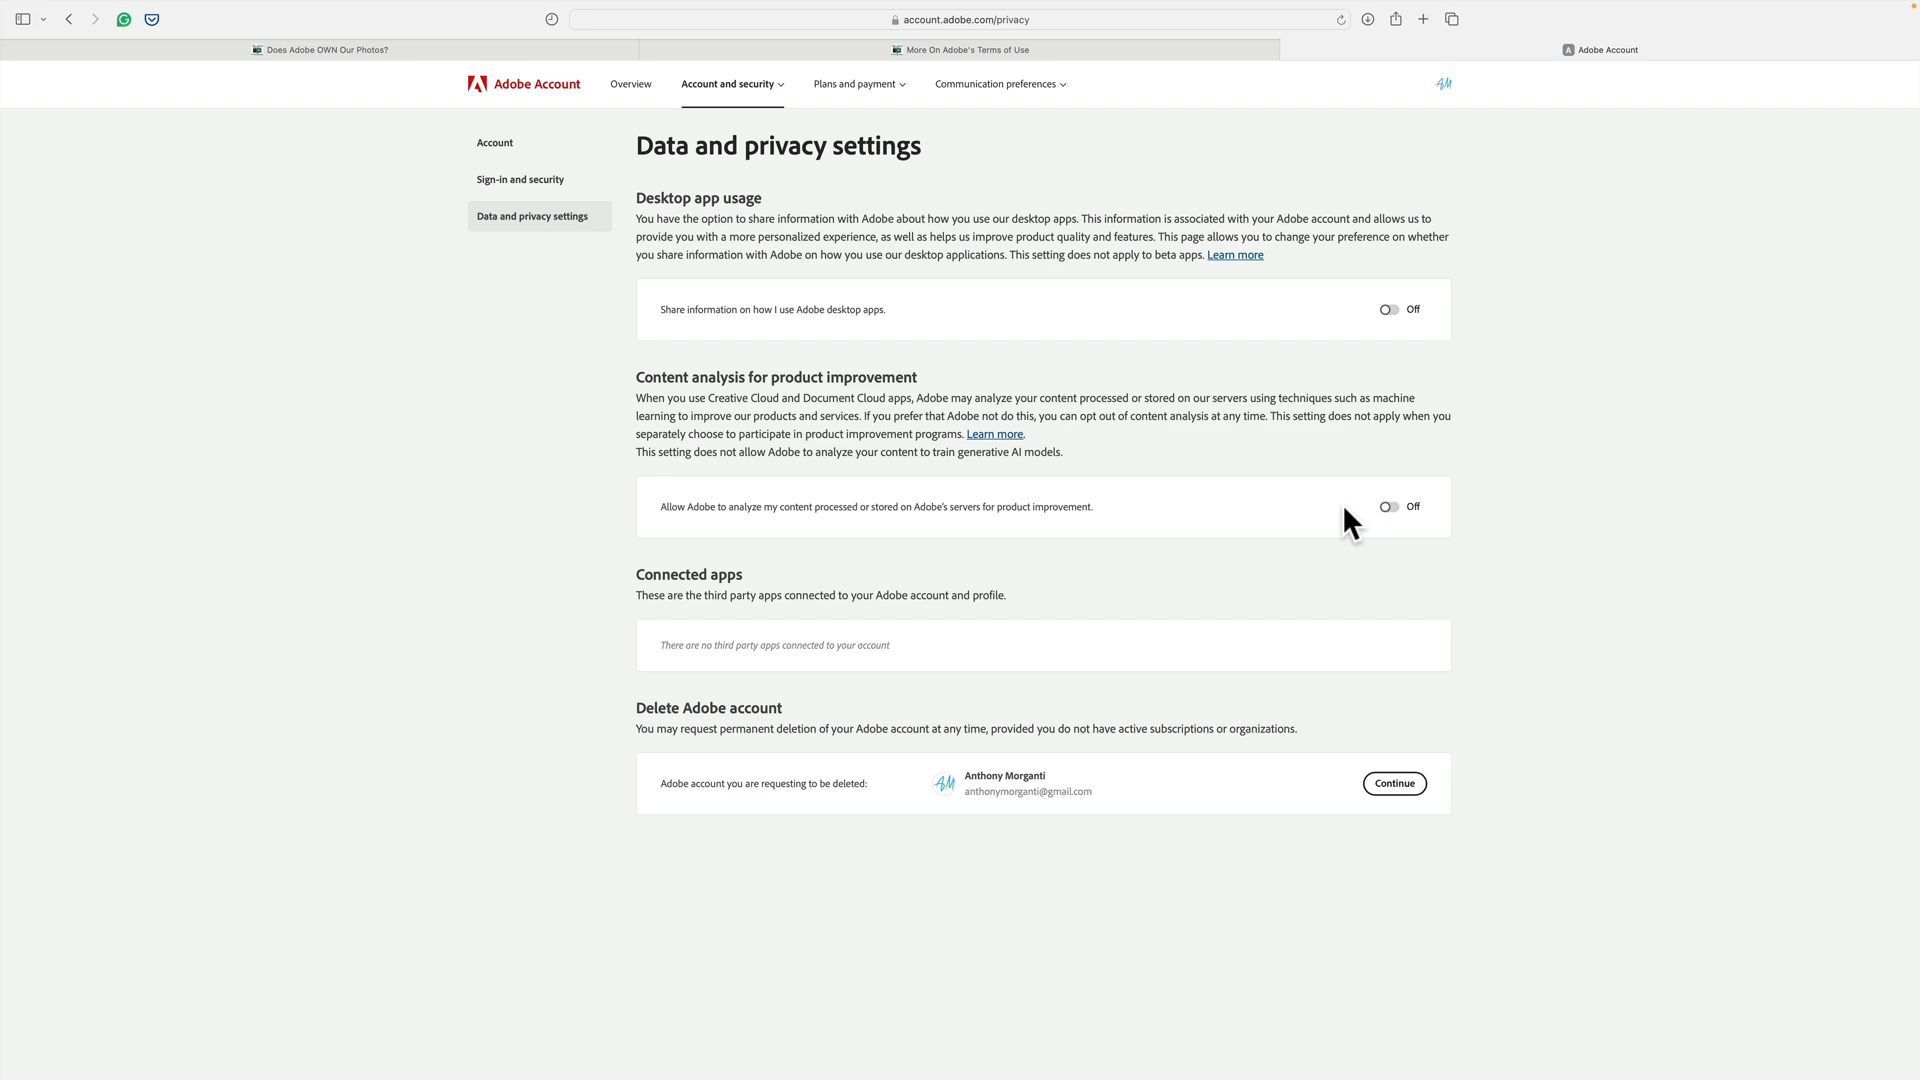 account.adobe.com/privacy
Does Adobe OWN Our Photos?
More On Adobe's Terms of Use
A Adobe Account
Adobe Account
Overview
Account and security
Plans and payment
Communication preferences
AM
Account
Sign-in and security
Data and privacy settings
Data and privacy settings
Desktop app usage
You have the option to share information with Adobe about how you use our desktop apps. This information is associated with your Adobe account and allows us to
provide you with a more personalized experience, as well as helps us improve product quality and features. This page allows you to change your preference on whether
you share information with Adobe on how you use our desktop applications. This setting does not apply to beta apps. Learn more
Share information on how I use Adobe desktop apps.
Off
Content analysis for product improvement
When you use Creative Cloud and Document Cloud apps, Adobe may analyze your content processed or stored on our servers using techniques such as machine
learning to improve our products and services. If you prefer that Adobe not do this, you can opt out of content analysis at any time. This setting does not apply when you
separately choose to participate in product improvement programs. Learn more.
This setting does not allow Adobe to analyze your content to train generative AI models.
Allow Adobe to analyze my content processed or stored on Adobe's servers for product improvement.
Off
Connected apps
These are the third party apps connected to your Adobe account and profile.
There are no third party apps connected to your account
Delete Adobe account
You may request permanent deletion of your Adobe account at any time, provided you do not have active subscriptions or organizations.
Adobe account you are requesting to be deleted:
AM
Anthony Morganti
anthonymorganti@gmail.com
Continue